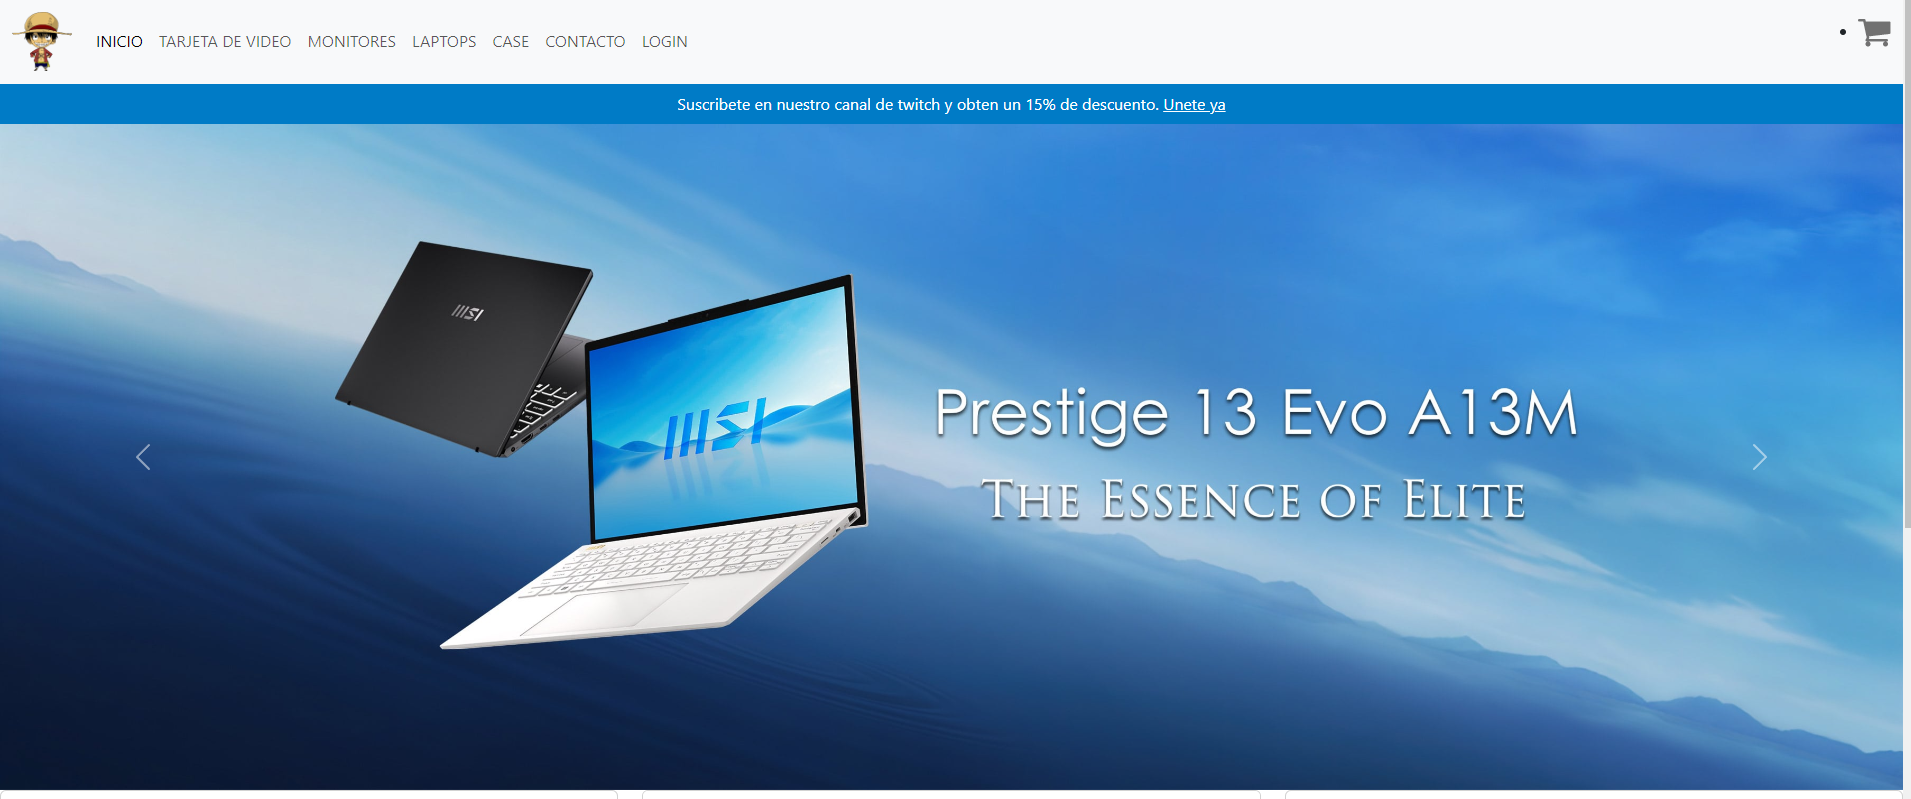 INICIO TARJETA DE VIDEO MONITORES LAPTOPS CASE CONTACTO LOGIN
Suscribete en nuestro canal de twitch y obten un 15% de descuento. Unete ya
msi
msi
Prestige 13 Evo A13M
THE ESSENCE OF ELITE